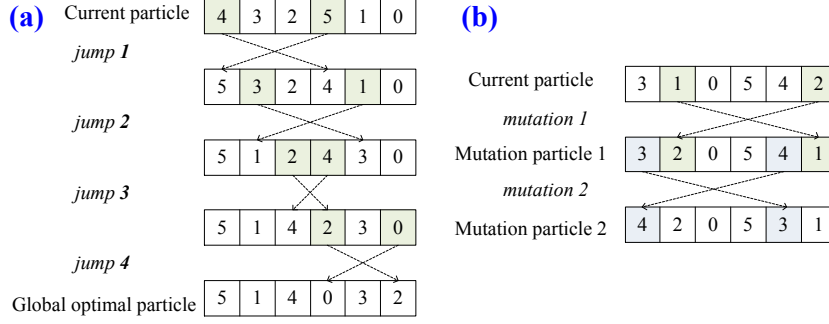 (a)
Current particle 4 3 2 5 1 0
jump 1
5 3 2 4 1 0
jump 2
5 1 2 4 3 0
jump 3
5 1 4 2 3 0
jump 4
Global optimal particle 5 1 4 0 3 2
(b)
Current particle 3 1 0 5 4 2
mutation 1
Mutation particle 1 3 2 0 5 4 1
mutation 2
Mutation particle 2 4 2 0 5 3 1